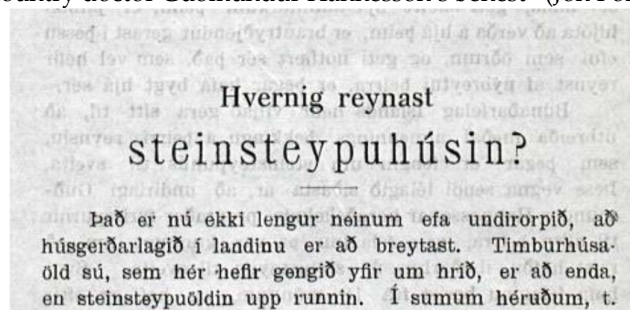 Hvernig reynast
steinsteypuhúsin?
Það er nú ekki lengur neinum efa undirorpið, að
húsgerðarlagið í landinu er að breytast. Timburhúsa-
öld sú, sem hér hefir gengið yfir um hríð, er að enda,
en steinsteypuöldin upp runnin. Í sumum héruðum, t.